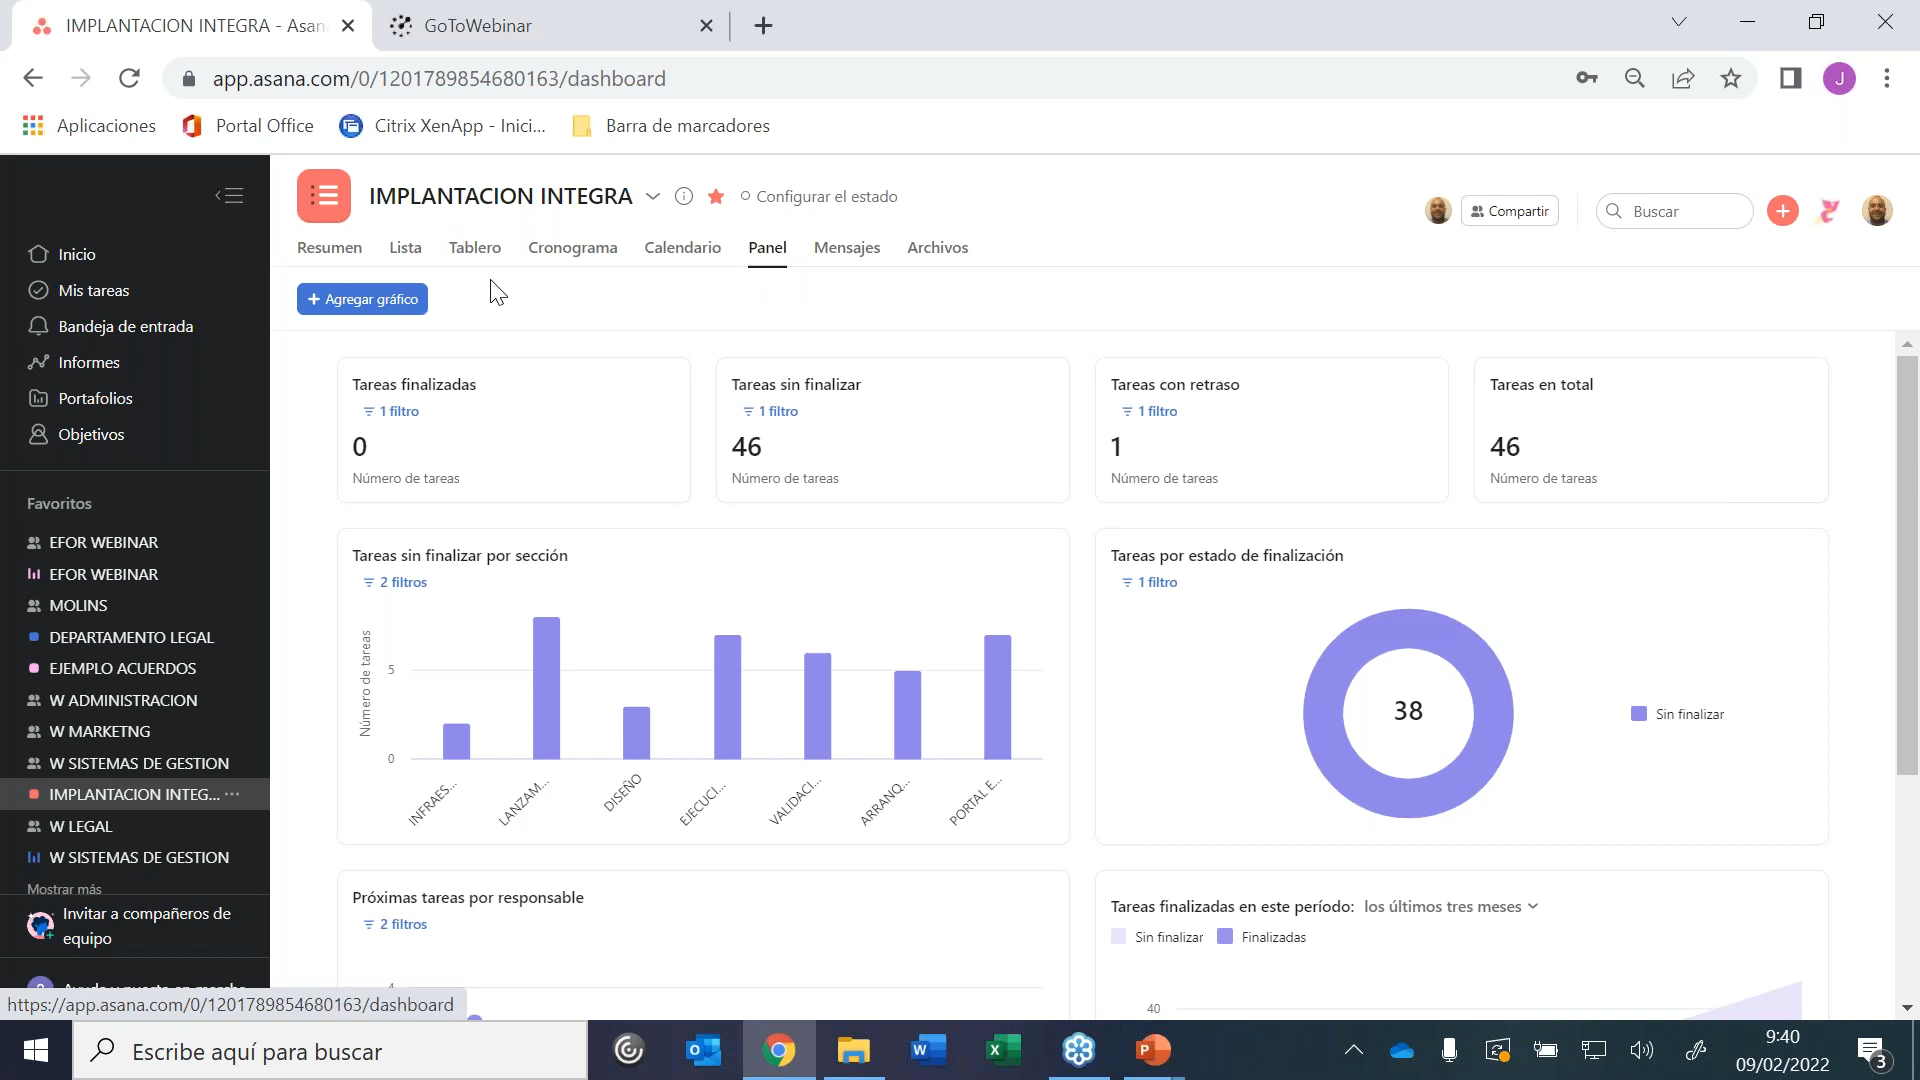 IMPLANTACION INTEGRA - Asan
GoToWebinar
app.asana.com/0/1201789854680163/dashboard
J
Aplicaciones
Portal Office
Citrix XenApp - Inici...
Barra de marcadores
IMPLANTACION INTEGRA
Configurar el estado
Compartir
Buscar
Resumen
Lista
Tablero
Cronograma
Calendario
Panel
Mensajes
Archivos
+ Agregar gráfico
Inicio
Mis tareas
Bandeja de entrada
Informes
Portafolios
Objetivos
Favoritos
EFOR WEBINAR
EFOR WEBINAR
MOLINS
DEPARTAMENTO LEGAL
EJEMPLO ACUERDOS
W ADMINISTRACION
W MARKETNG
W SISTEMAS DE GESTION
IMPLANTACION INTEG... ...
W LEGAL
W SISTEMAS DE GESTION
Mostrar más
Invitar a compañeros de
equipo
https://app.asana.com/0/1201789854680163/dashboard
Tareas finalizadas
1 filtro
0
Número de tareas
Tareas sin finalizar
1 filtro
46
Número de tareas
Tareas con retraso
1 filtro
1
Número de tareas
Tareas en total
46
Número de tareas
Tareas sin finalizar por sección
2 filtros
Número de tareas
5
0
INFRAES...
LANZAM...
DISEÑO
EJECUCI...
VALIDACI...
ARRANQ...
PORTAL E...
Tareas por estado de finalización
1 filtro
38
Sin finalizar
Próximas tareas por responsable
2 filtros
4
Tareas finalizadas en este período: los últimos tres meses
Sin finalizar
Finalizadas
40
Escribe aquí para buscar
9:40
09/02/2022
3